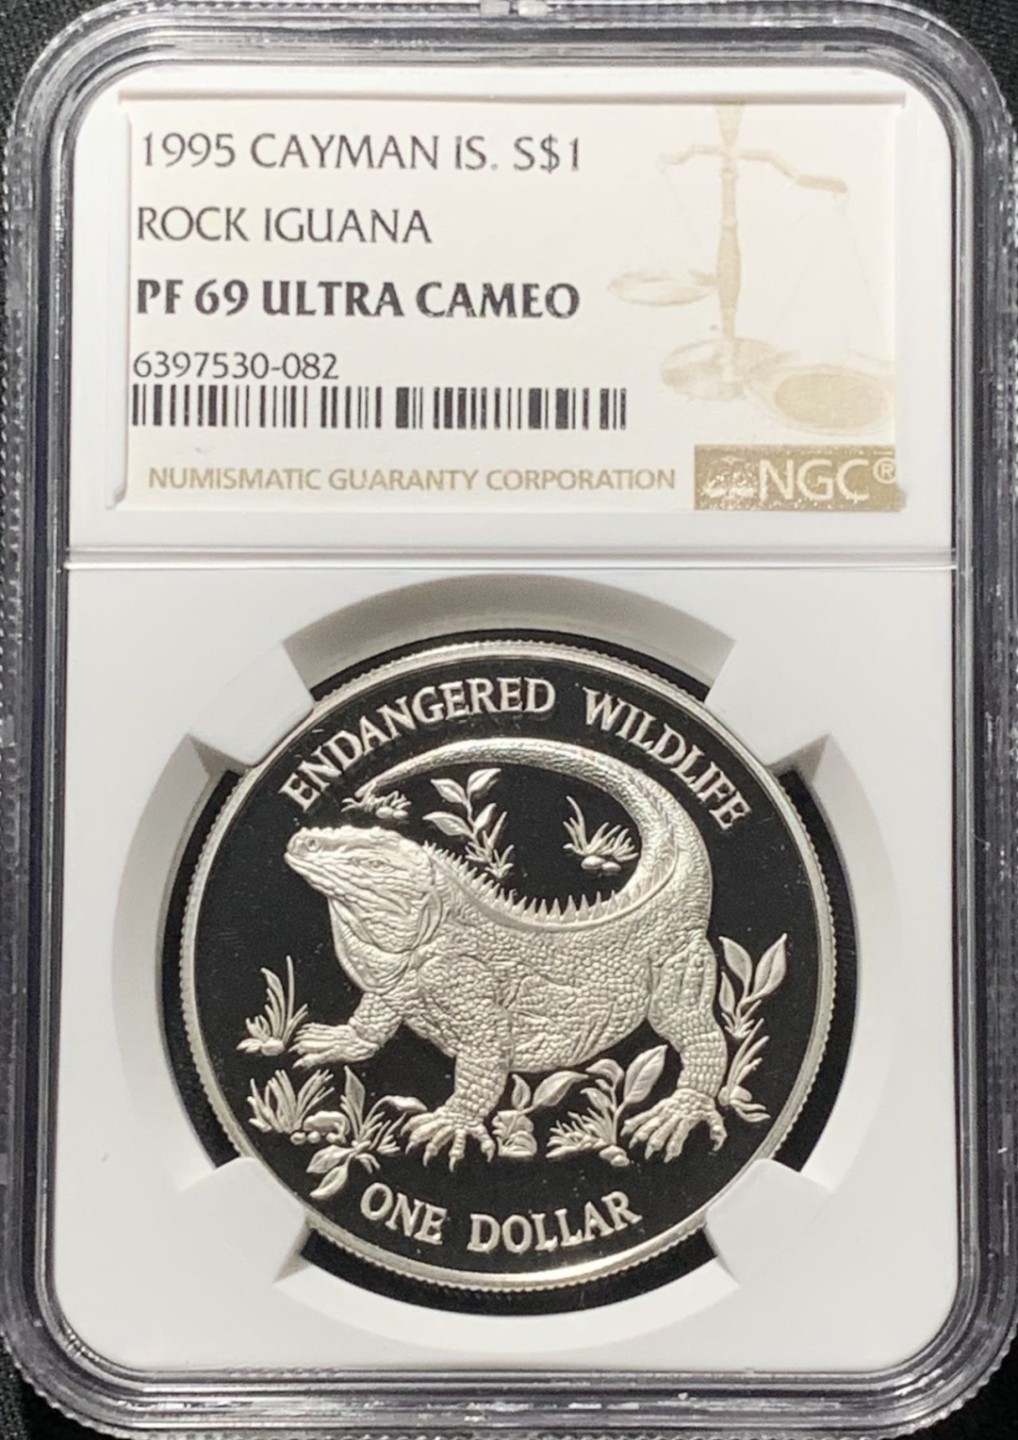 1995 CAYMAN IS. S$1
ROCK IGUANA
PF 69 ULTRA CAMEO
6397530-082
NUMISMATIC GUARANTY CORPORATION
NGC®
ENDANGERED WILDLIFE
ONE DOLLAR